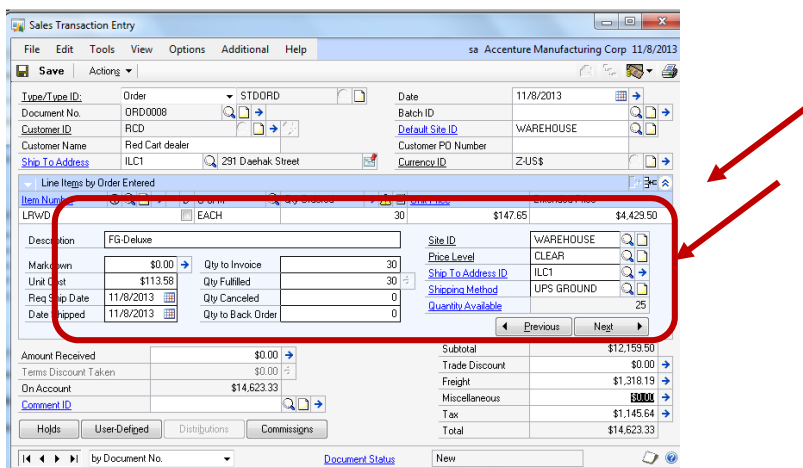 Sales Transaction Entry
File Edit Tools View Options Additional Help sa Accenture Manufacturing Corp 11/8/2013
Save Actions
Type/Type ID: Order STDORD Date 11/8/2013
Document No. ORD0008 Batch ID
Customer ID RCD Default Site ID WAREHOUSE
Customer Name Red Cart dealer Customer PO Number
Ship To Address ILC1 291 Daehak Street Currency ID Z-US$
Line Items by Order Entered
Item Number Ordered
LRWD EACH 30 $147.65 $4,429.50
Description FG-Deluxe Site ID WAREHOUSE
Price Level CLEAR
Markdown $0.00 Qty to Invoice 30 Ship To Address ID ILC1
Unit Cost $113.58 Qty Fulfilled 30 Shipping Method UPS GROUND
Req Ship Date 11/8/2013 Qty Canceled 0 Quantity Available 25
Date Shipped 11/8/2013 Qty to Back Order 0
Previous Next
Amount Received $0.00 Subtotal $12,159.50
Terms Discount Taken $0.00 Trade Discount $0.00
On Account $14,623.33 Freight $1,318.19
Comment ID Miscellaneous $0.00
Tax $1,145.64
Holds User-Defined Distributions Commissions Total $14,623.33
by Document No. Document Status New